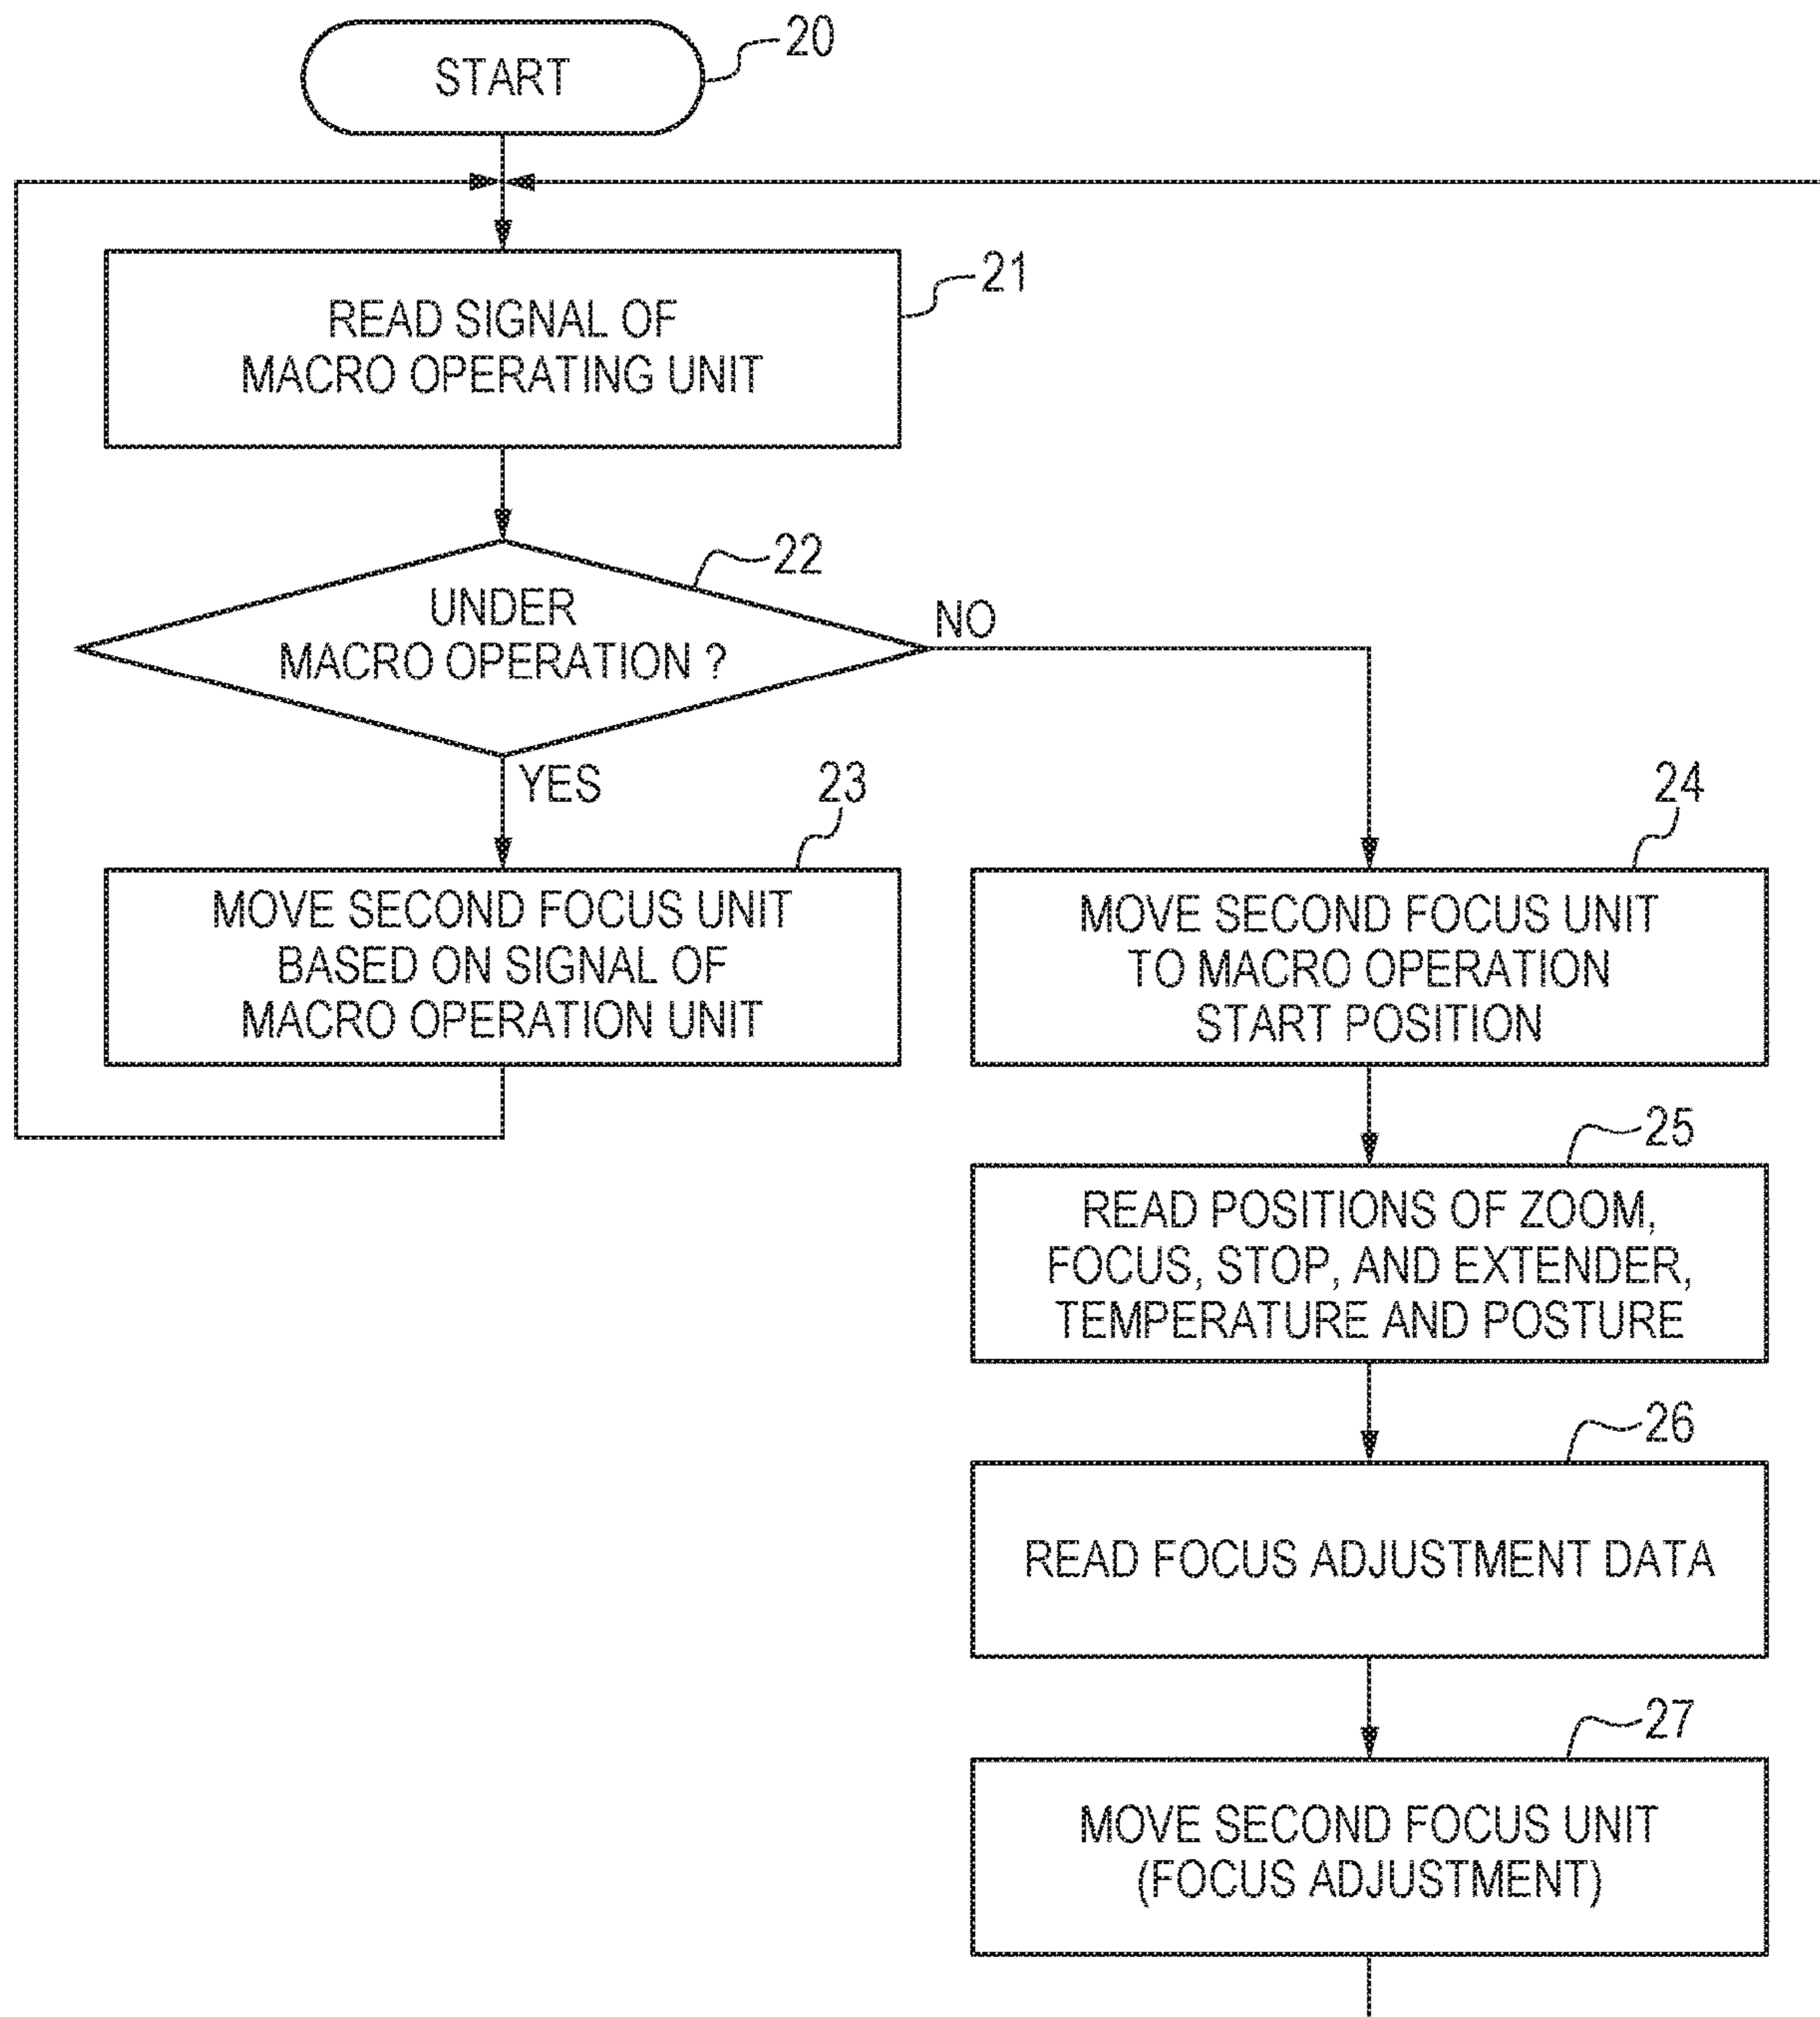 START
20
READ SIGNAL OF
MACRO OPERATING UNIT
21
UNDER
MACRO OPERATION ?
22
NO
YES
23
MOVE SECOND FOCUS UNIT
BASED ON SIGNAL OF
MACRO OPERATION UNIT
24
MOVE SECOND FOCUS UNIT
TO MACRO OPERATION
START POSITION
25
READ POSITIONS OF ZOOM,
FOCUS, STOP, AND EXTENDER,
TEMPERATURE AND POSTURE
26
READ FOCUS ADJUSTMENT DATA
27
MOVE SECOND FOCUS UNIT
(FOCUS ADJUSTMENT)